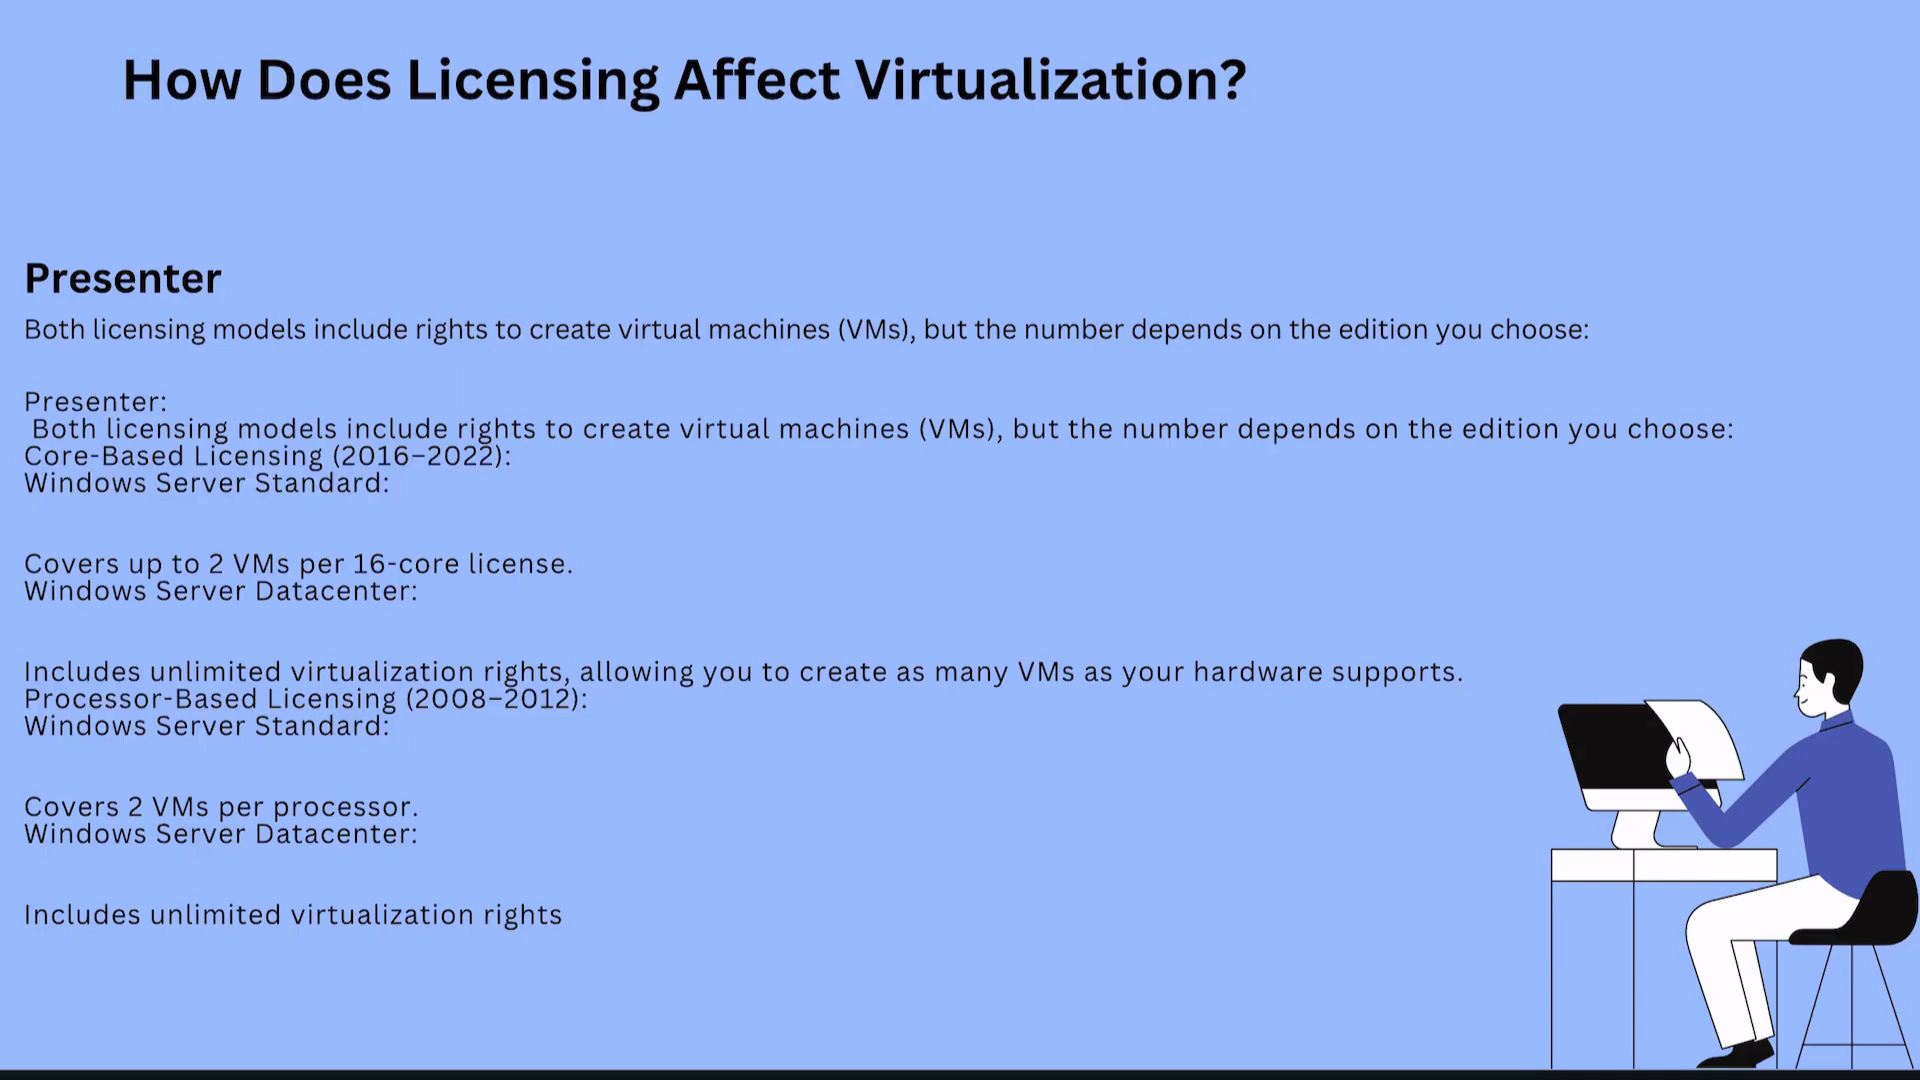 How Does Licensing Affect Virtualization?
Presenter
Both licensing models include rights to create virtual machines (VMs), but the number depends on the edition you choose:
Presenter:
Both licensing models include rights to create virtual machines (VMs), but the number depends on the edition you choose:
Core-Based Licensing (2016–2022):
Windows Server Standard:
Covers up to 2 VMs per 16-core license.
Windows Server Datacenter:
Includes unlimited virtualization rights, allowing you to create as many VMs as your hardware supports.
Processor-Based Licensing (2008–2012):
Windows Server Standard:
Covers 2 VMs per processor.
Windows Server Datacenter:
Includes unlimited virtualization rights